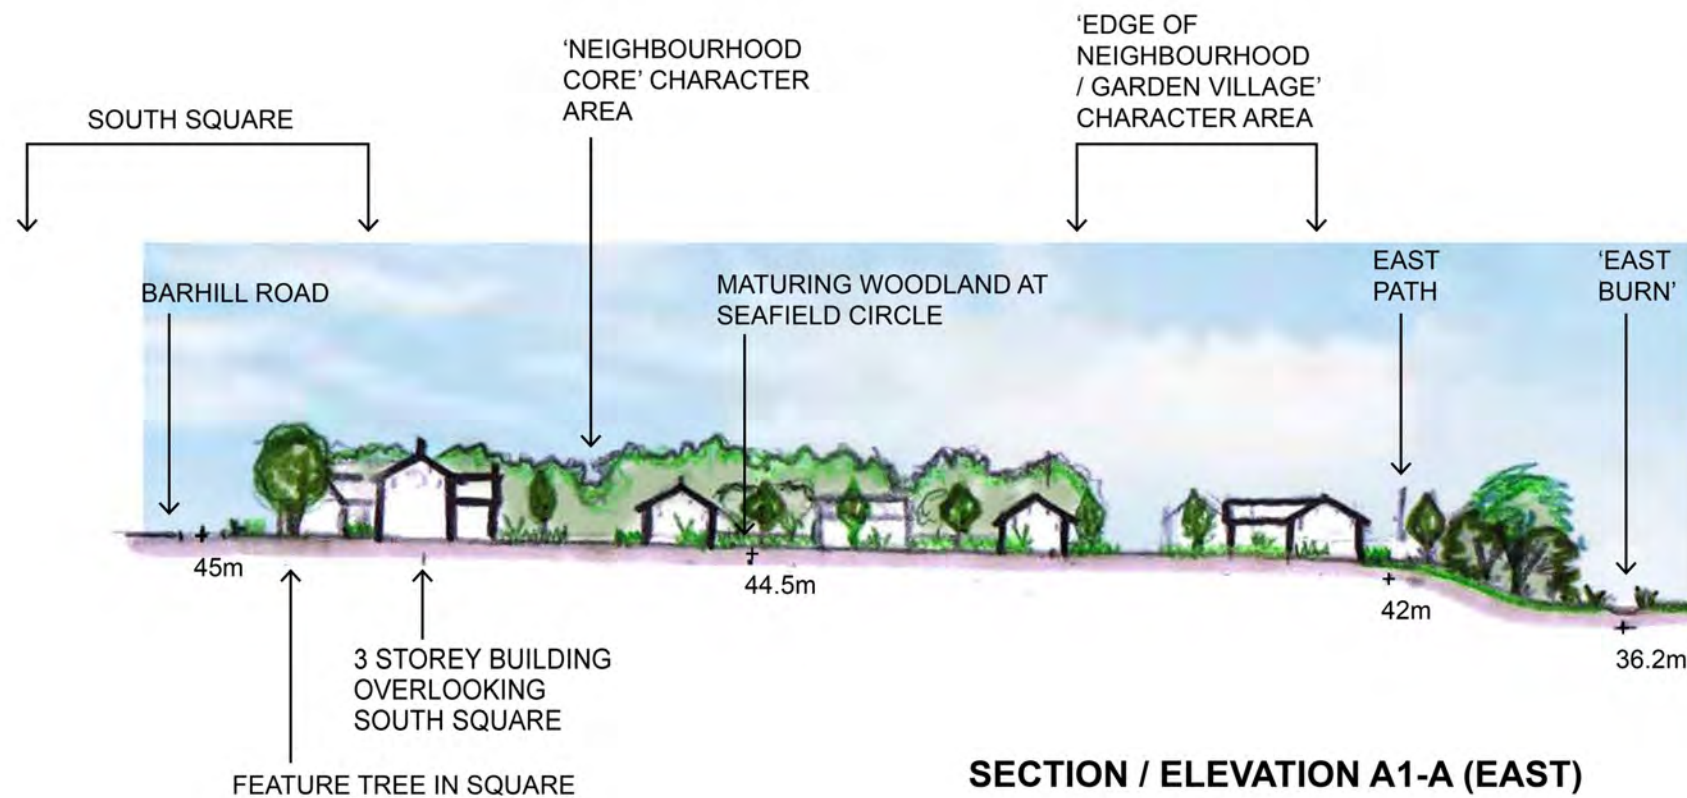 'EDGE OF
NEIGHBOURHOOD
/ GARDEN VILLAGE'
CHARACTER AREA
'NEIGHBOURHOOD
CORE' CHARACTER
AREA
SOUTH SQUARE
BARHILL ROAD
MATURING WOODLAND AT
SEAFIELD CIRCLE
EAST
PATH
'EAST
BURN'
45m
44.5m
42m
36.2m
3 STOREY BUILDING
OVERLOOKING
SOUTH SQUARE
FEATURE TREE IN SQUARE
SECTION / ELEVATION A1-A (EAST)